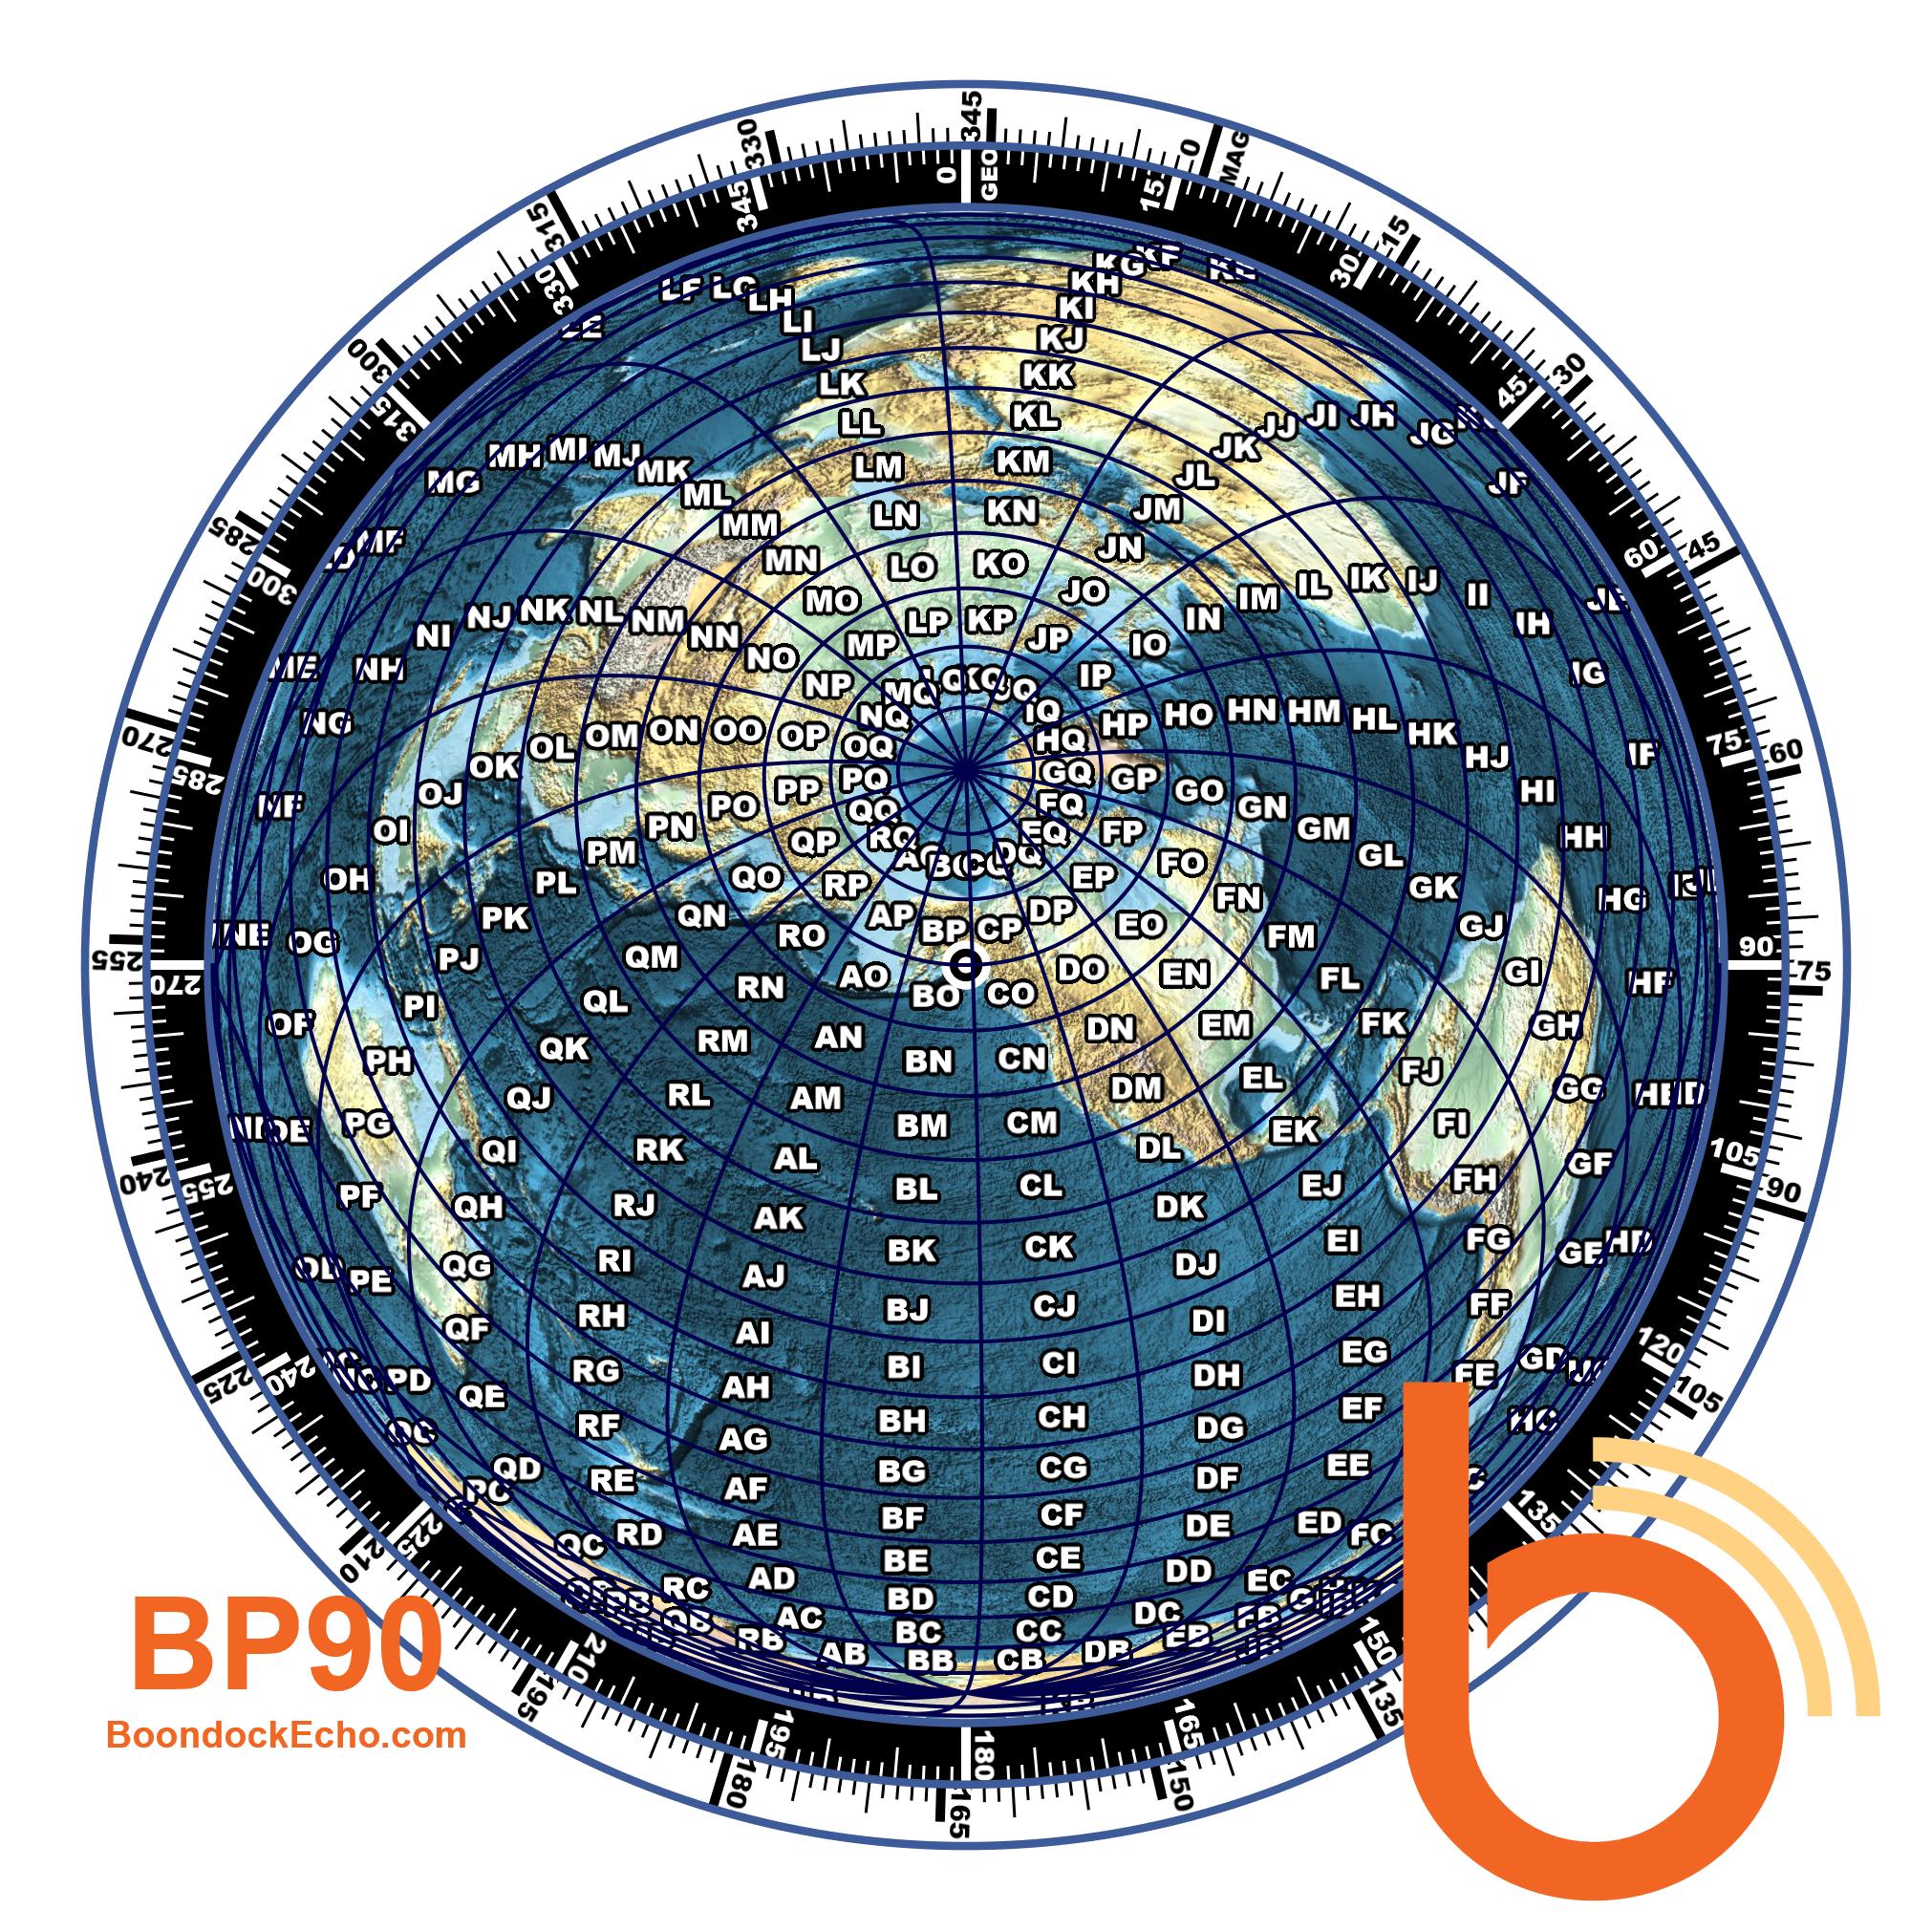 345
330
0
MAG
0
GEO
15
345
315
330
15
30
300
315
30
45
285
300
45
60
270
285
60
75
255
270
90
75
240
255
105
90
225
240
120
105
210
225
135
195
210
150
135
180
195
180
165
165
150
KG KF
LF LG LH KH
LI KI
LJ KJ
LK KK
LL KL JJ JI JH JG
MG MH MI MJ MK LM KM JL JK JF
ML LN KN JM
MF MM MN LO KO JN
NI NJ NK NL NM MO LP KP JO IN IM IL IK IJ II IH
ME NH NN NO MP JP IO IG
NG NP MQ IP
NQ IQ HP HO HN HM HL HK
OK OL OM ON OO OP OQ HQ HJ IF
NF OJ PO PP PQ GQ GP GO GN HI
OI PN QQ FQ GM HH
PM QP RQ EQ FP GL
OH PL QO RP EP FO GK HG
PK QN AP DP FN GJ
NE OG PJ QM RO BP CP EO FM
PI QL RN AO BO CO DO EN FL GI HF
OF QK RM AN DN EM FK GH
PH QJ BN CN DM EL FJ GG
RL AM BM CM FI
OE PG QI RK AL DL EK GF
PF QH RJ BL CL DK EJ FH
AK BK CK EI FG GE HD
PE QG RI AJ DJ
QF RH BJ CJ DI EH FF
AI BI CI EG GD
PD QE RG AH DH FE
RF BH CH DG EF HC
OC AG BG CG EE
PC QD RE AF BF CF DF
QC RD AE BE CE DE ED FC
RC AD BD CD DD EC
QB AC BC CC DC FB
RB AB BB CB DB EB
BP90
BoondockEcho.com
b